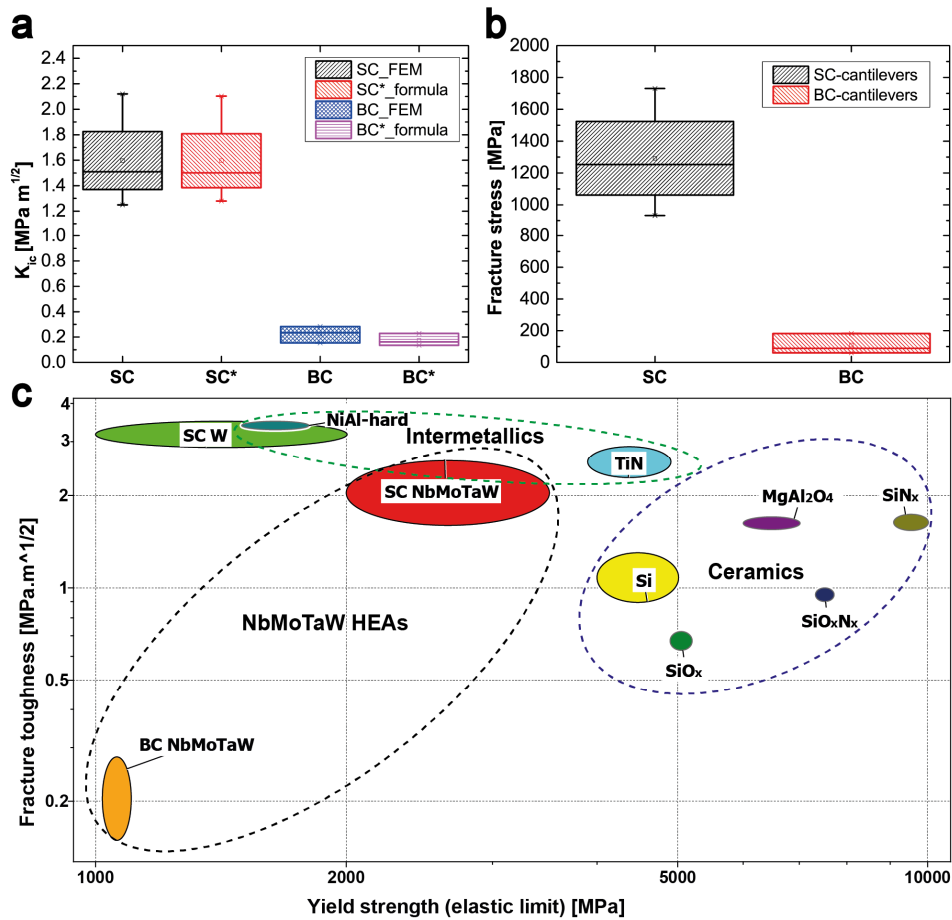 a
K_ic [MPa m^1/2]
2.6
2.4
2.2
2.0
1.8
1.6
1.4
1.2
1.0
0.8
0.6
0.4
0.2
0.0
SC_FEM
SC*_formula
BC_FEM
BC*_formula
SC SC* BC BC*
b
Fracture stress [MPa]
2000
1800
1600
1400
1200
1000
800
600
400
200
0
SC-cantilevers
BC-cantilevers
SC BC
c
Fracture toughness [MPa.m^1/2]
4
3
2
1
0.5
0.2
NiAl-hard
SC W
Intermetallics
TiN
SC NbMoTaW
MgAl₂O₄
SiNₓ
Si
Ceramics
SiOₓNₓ
NbMoTaW HEAs
SiOₓ
BC NbMoTaW
1000 2000 5000 10000
Yield strength (elastic limit) [MPa]